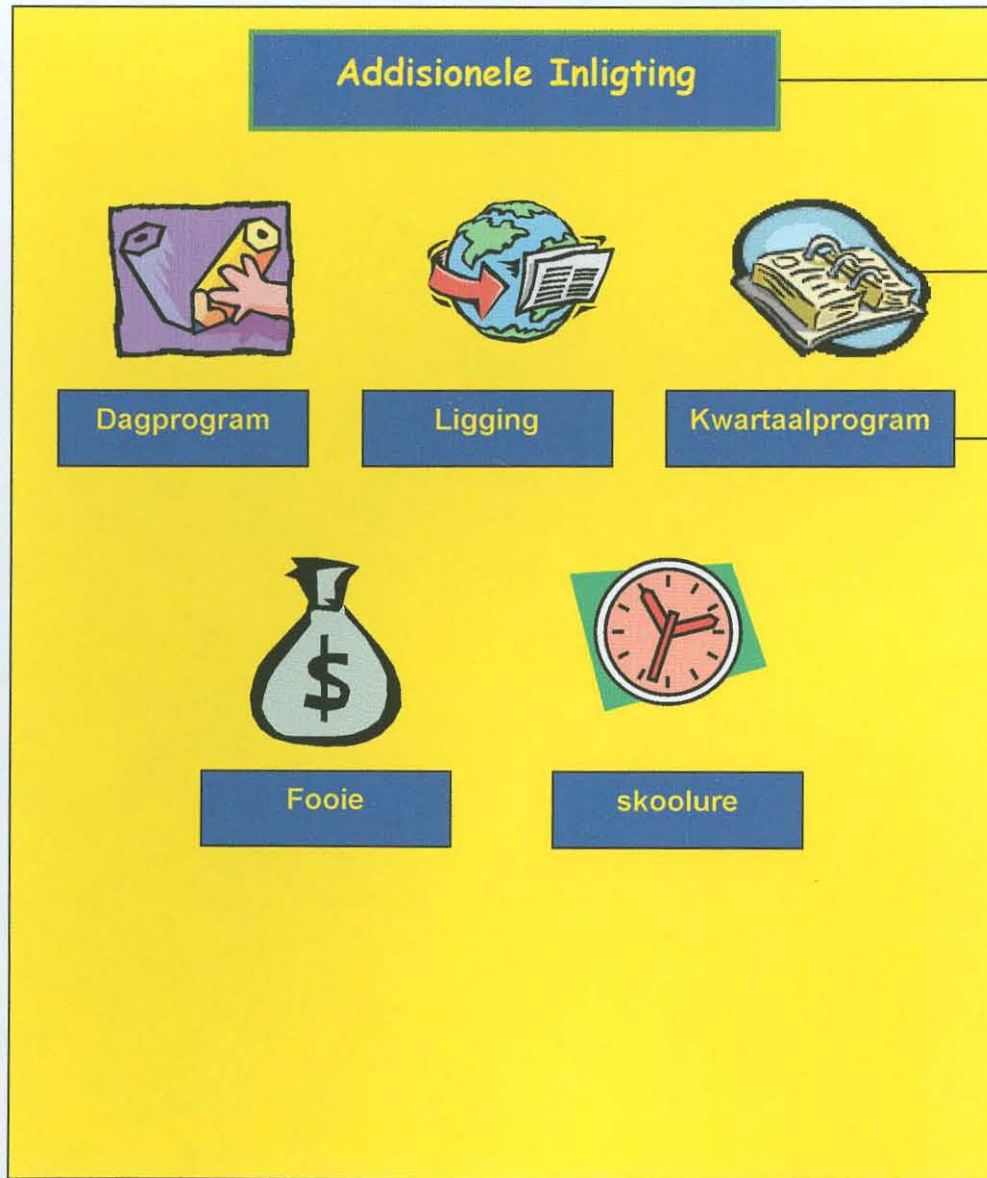 Addisionele Inligting
Dagprogram
Ligging
Kwartaalprogram
$
Fooie
skoolure